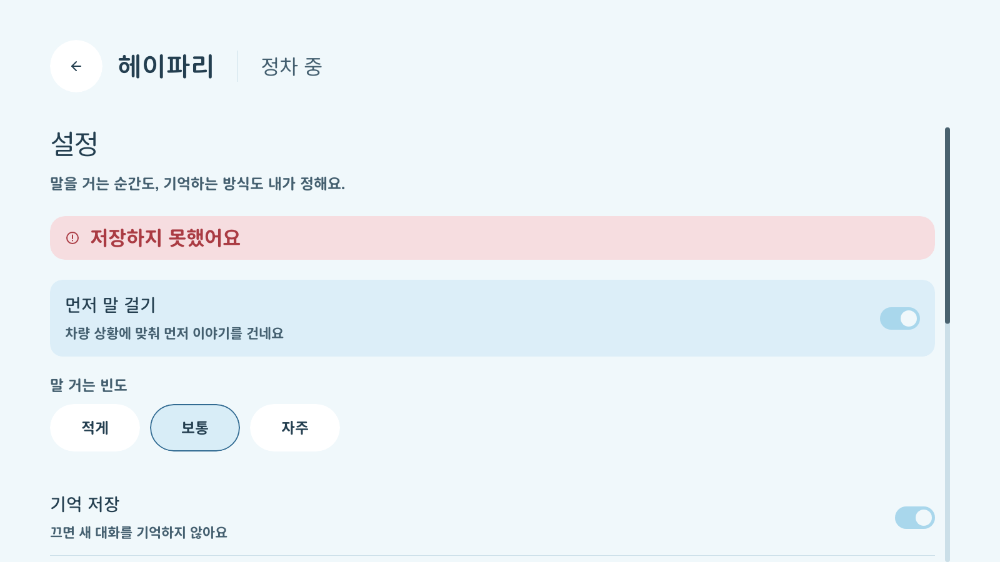 헤이파리
정차 중
설정
말을 거는 순간도, 기억하는 방식도 내가 정해요.
저장하지 못했어요
먼저 말 걸기
차량 상황에 맞춰 먼저 이야기를 건네요
말 거는 빈도
적게
보통
자주
기억 저장
끄면 새 대화를 기억하지 않아요